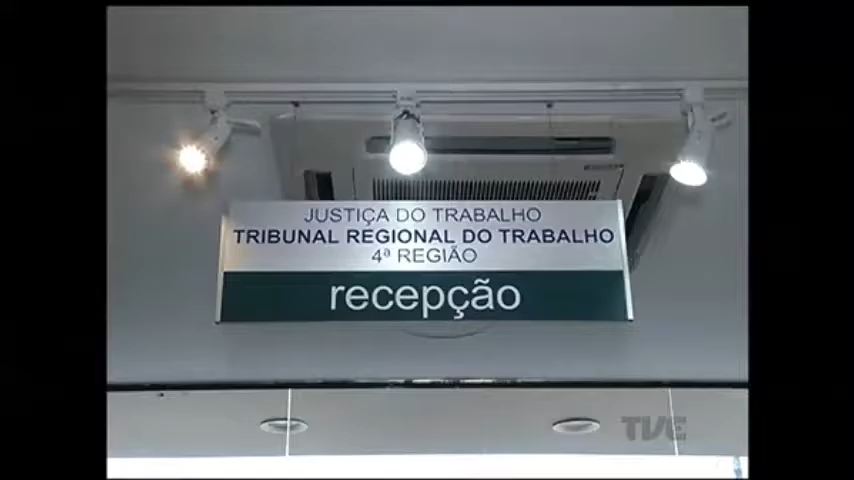 JUSTIÇA DO TRABALHO
TRIBUNAL REGIONAL DO TRABALHO
4ª REGIÃO
recepção
TVE